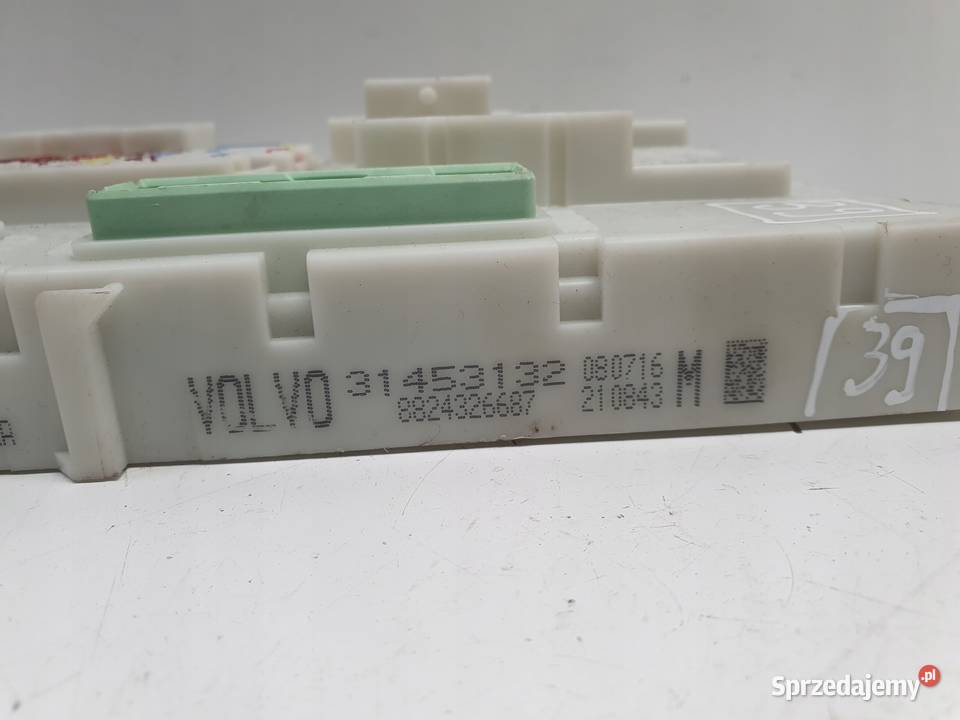 VOLVO 31453132 080716 M
8824326687 210843
39
Sprzedajemy.pl